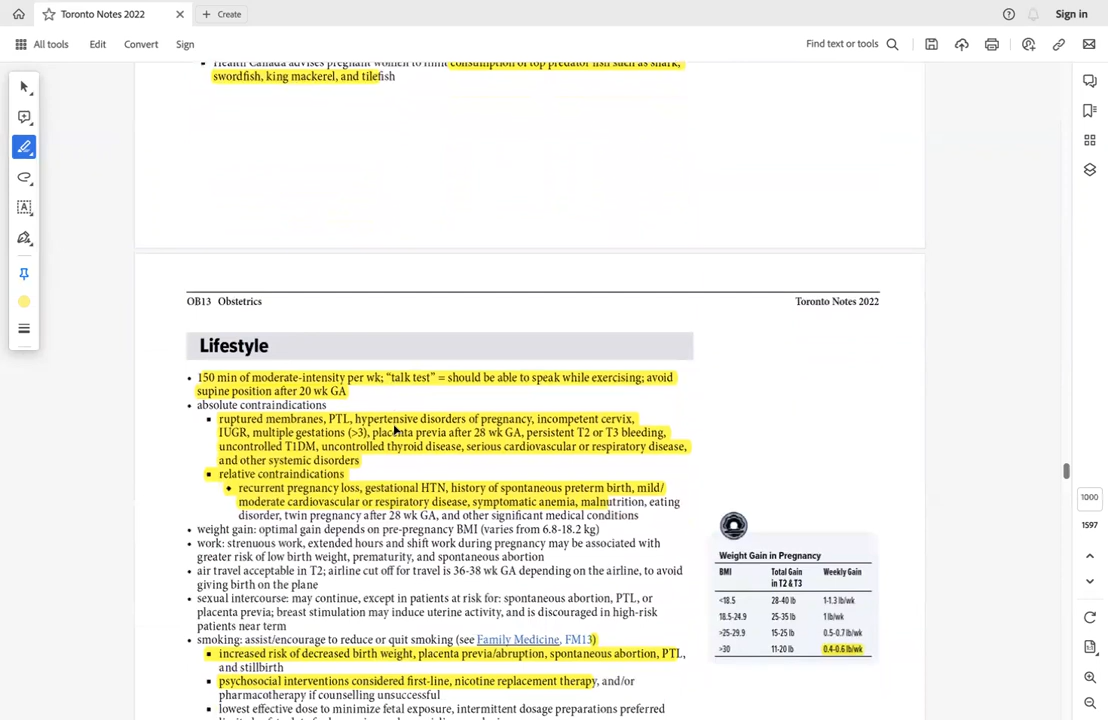 Toronto Notes 2022
Create
Sign in
All tools
Edit
Convert
Sign
Find text or tools
Health Canada advises pregnant women to limit consumption of top predator fish such as shark,
swordfish, king mackerel, and tilefish
OB13 Obstetrics
Toronto Notes 2022
Lifestyle
• 150 min of moderate-intensity per wk; “talk test” = should be able to speak while exercising; avoid
supine position after 20 wk GA
• absolute contraindications
▪ ruptured membranes, PTL, hypertensive disorders of pregnancy, incompetent cervix,
IUGR, multiple gestations (>3), placenta previa after 28 wk GA, persistent T2 or T3 bleeding,
uncontrolled T1DM, uncontrolled thyroid disease, serious cardiovascular or respiratory disease,
and other systemic disorders
▪ relative contraindications
♦ recurrent pregnancy loss, gestational HTN, history of spontaneous preterm birth, mild/
moderate cardiovascular or respiratory disease, symptomatic anemia, malnutrition, eating
disorder, twin pregnancy after 28 wk GA, and other significant medical conditions
• weight gain: optimal gain depends on pre-pregnancy BMI (varies from 6.8-18.2 kg)
• work: strenuous work, extended hours and shift work during pregnancy may be associated with
greater risk of low birth weight, prematurity, and spontaneous abortion
• air travel acceptable in T2; airline cut off for travel is 36-38 wk GA depending on the airline, to avoid
giving birth on the plane
• sexual intercourse: may continue, except in patients at risk for: spontaneous abortion, PTL, or
placenta previa; breast stimulation may induce uterine activity, and is discouraged in high-risk
patients near term
• smoking: assist/encourage to reduce or quit smoking (see Family Medicine, FM13)
▪ increased risk of decreased birth weight, placenta previa/abruption, spontaneous abortion, PTL,
and stillbirth
▪ psychosocial interventions considered first-line, nicotine replacement therapy, and/or
pharmacotherapy if counselling unsuccessful
▪ lowest effective dose to minimize fetal exposure, intermittent dosage preparations preferred
Weight Gain in Pregnancy
BMI Total Gain in T2 & T3 Weekly Gain
<18.5 28-40 lb 1-1.3 lb/wk
18.5-24.9 25-35 lb 1 lb/wk
>25-29.9 15-25 lb 0.5-0.7 lb/wk
>30 11-20 lb 0.4-0.6 lb/wk
1000
1597